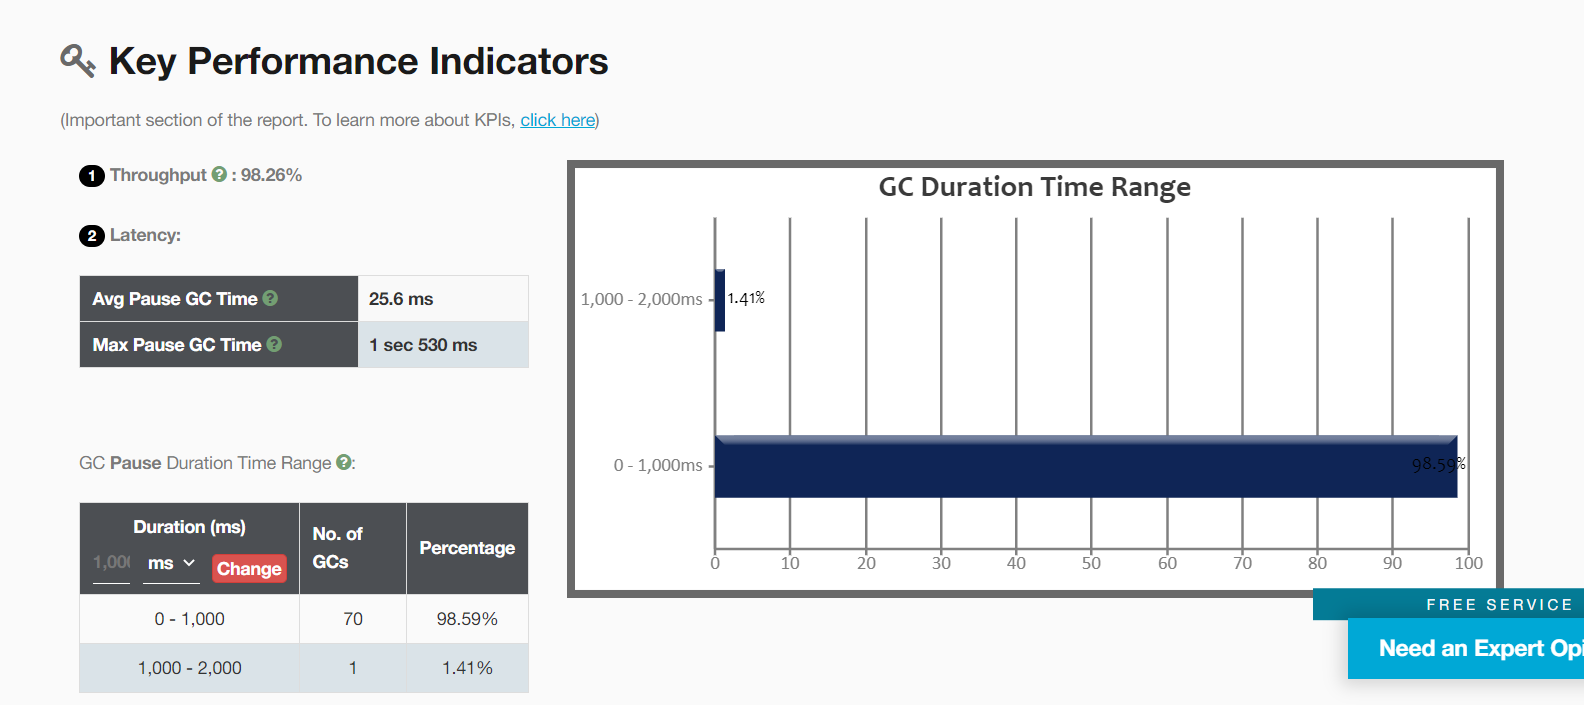 Key Performance Indicators
(Important section of the report. To learn more about KPIs, click here)
1 Throughput ? : 98.26%
2 Latency:
Avg Pause GC Time ? 25.6 ms
Max Pause GC Time ? 1 sec 530 ms
GC Pause Duration Time Range ?:
Duration (ms)
ms
Change
No. of
GCs
Percentage
0 - 1,000 70 98.59%
1,000 - 2,000 1 1.41%
GC Duration Time Range
1,000 - 2,000ms
1.41%
0 - 1,000ms
98.59%
0 10 20 30 40 50 60 70 80 90 100
FREE SERVICE
Need an Expert